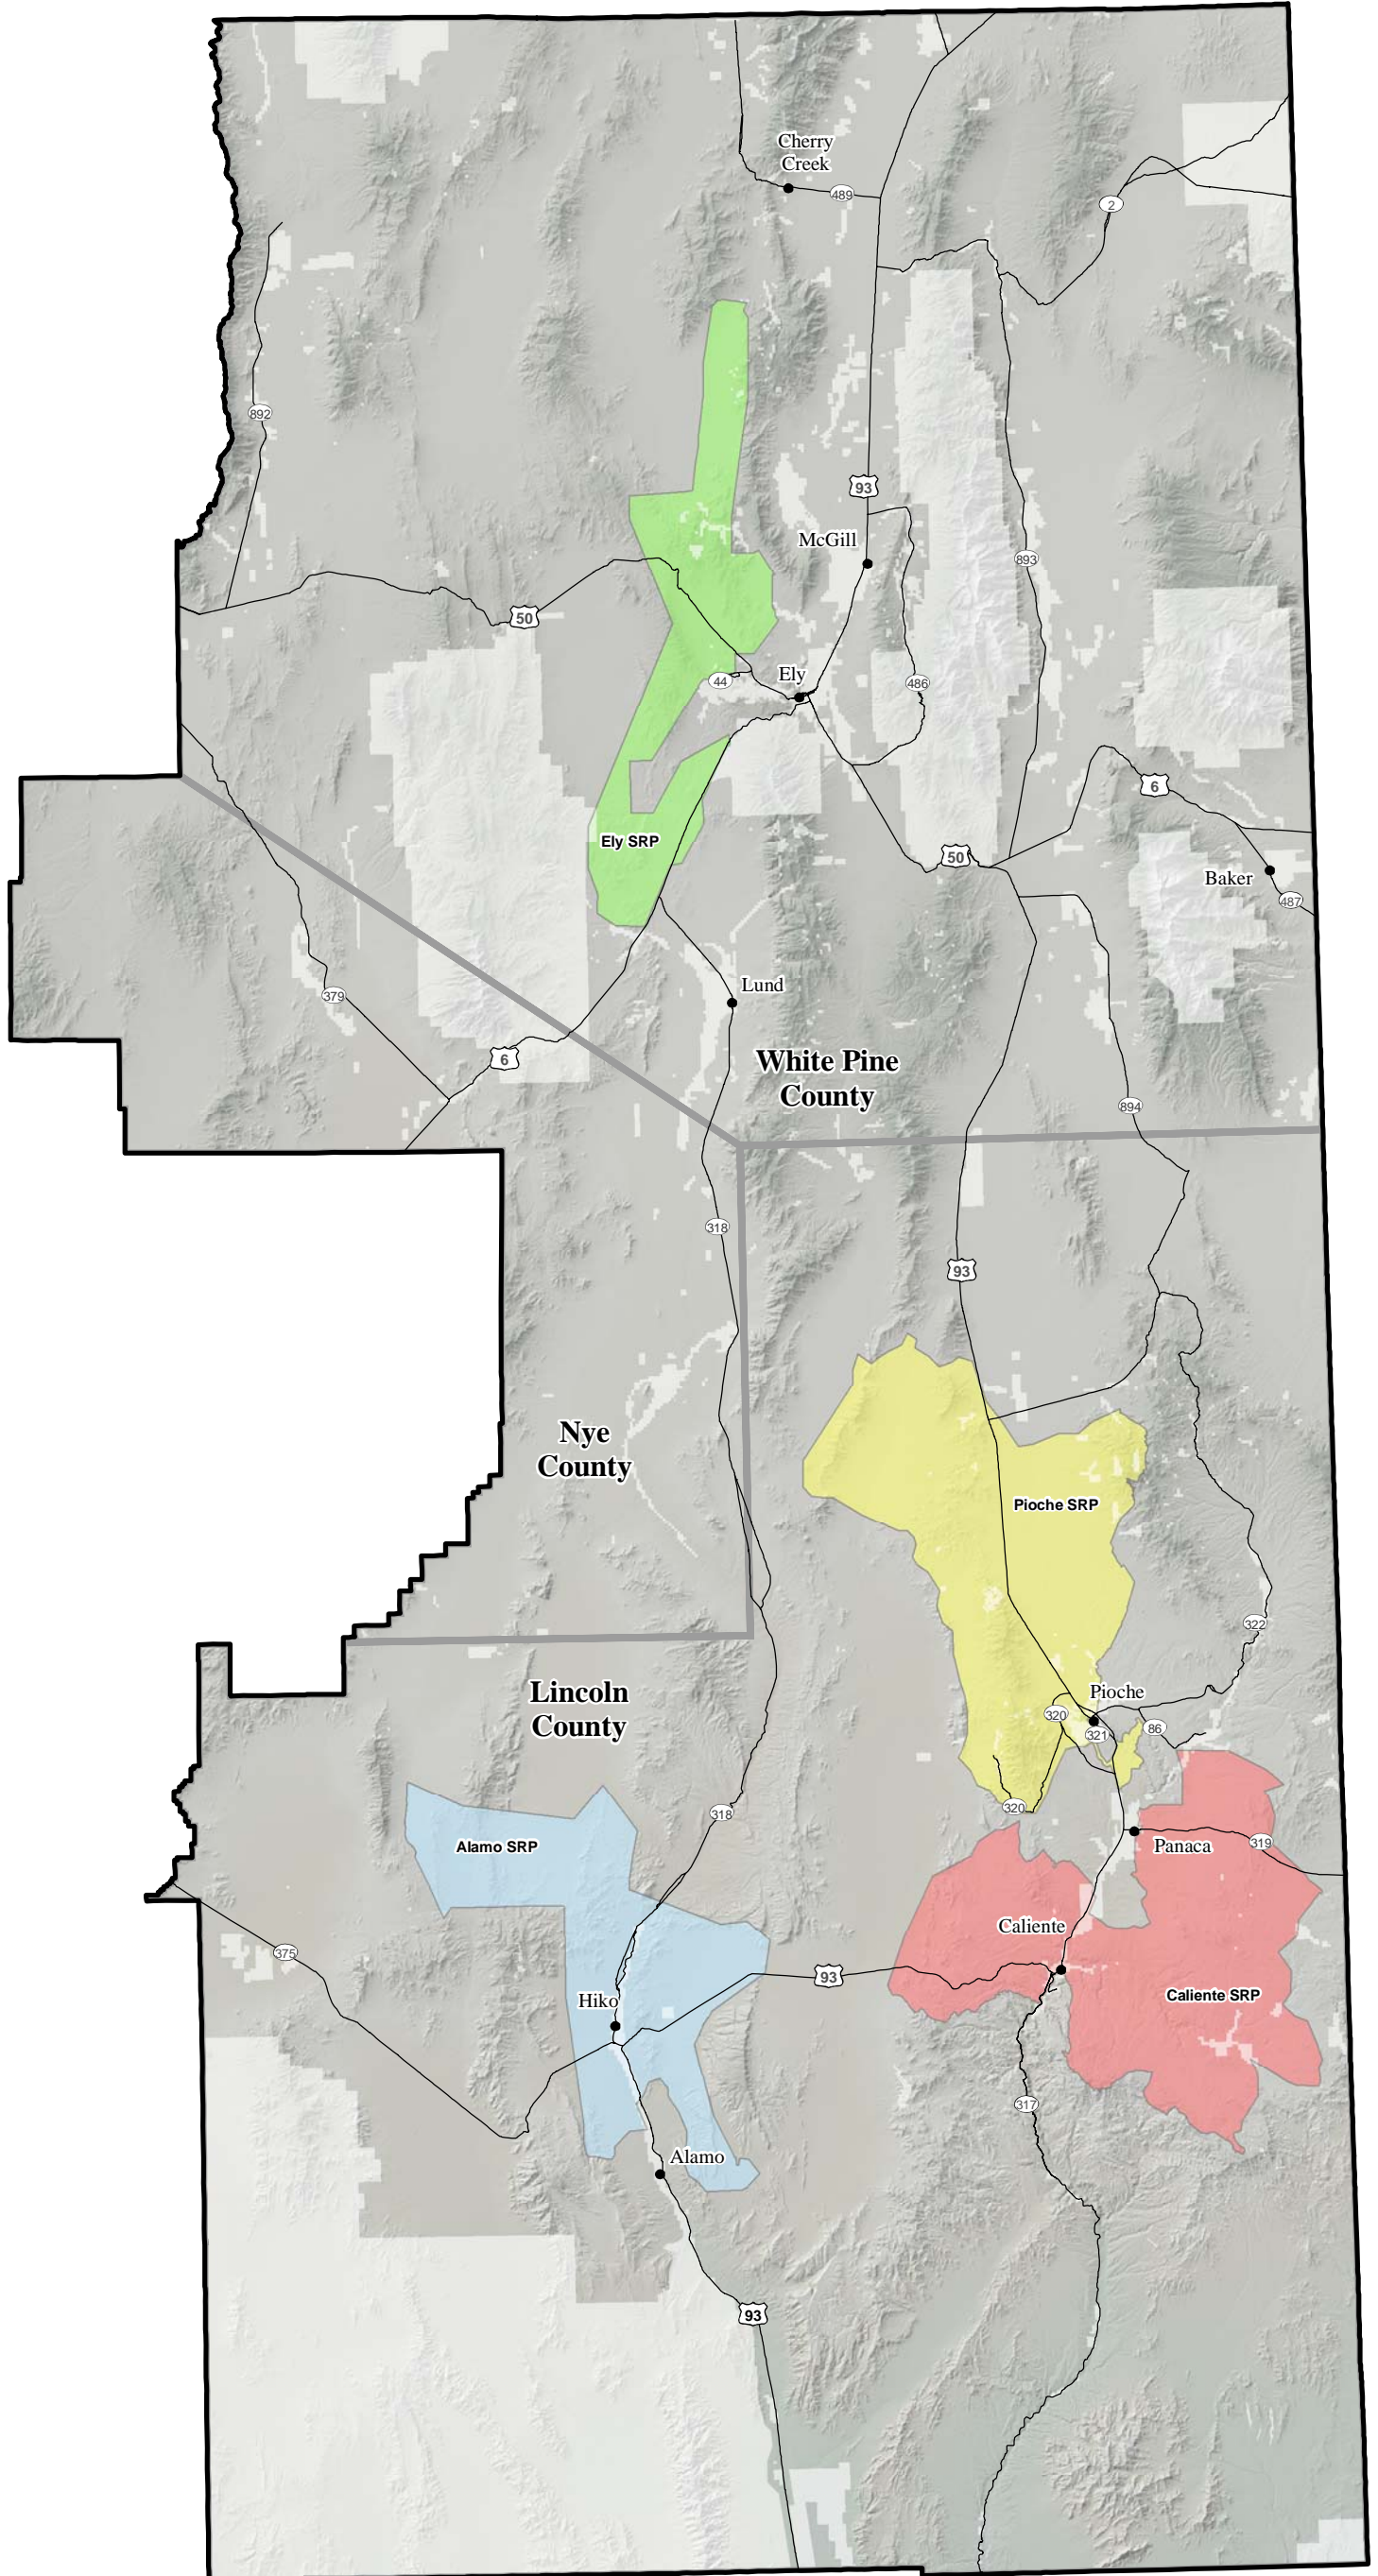 Cherry
Creek
489
2
892
93
McGill
893
50
Ely
44
486
6
Ely SRP
50
Baker
487
Lund
379
6
White Pine
County
894
318
93
Nye
County
Pioche SRP
322
Pioche
Lincoln
County
320
321
86
320
318
Alamo SRP
Panaca
319
Caliente
375
93
Hiko
Caliente SRP
317
Alamo
93